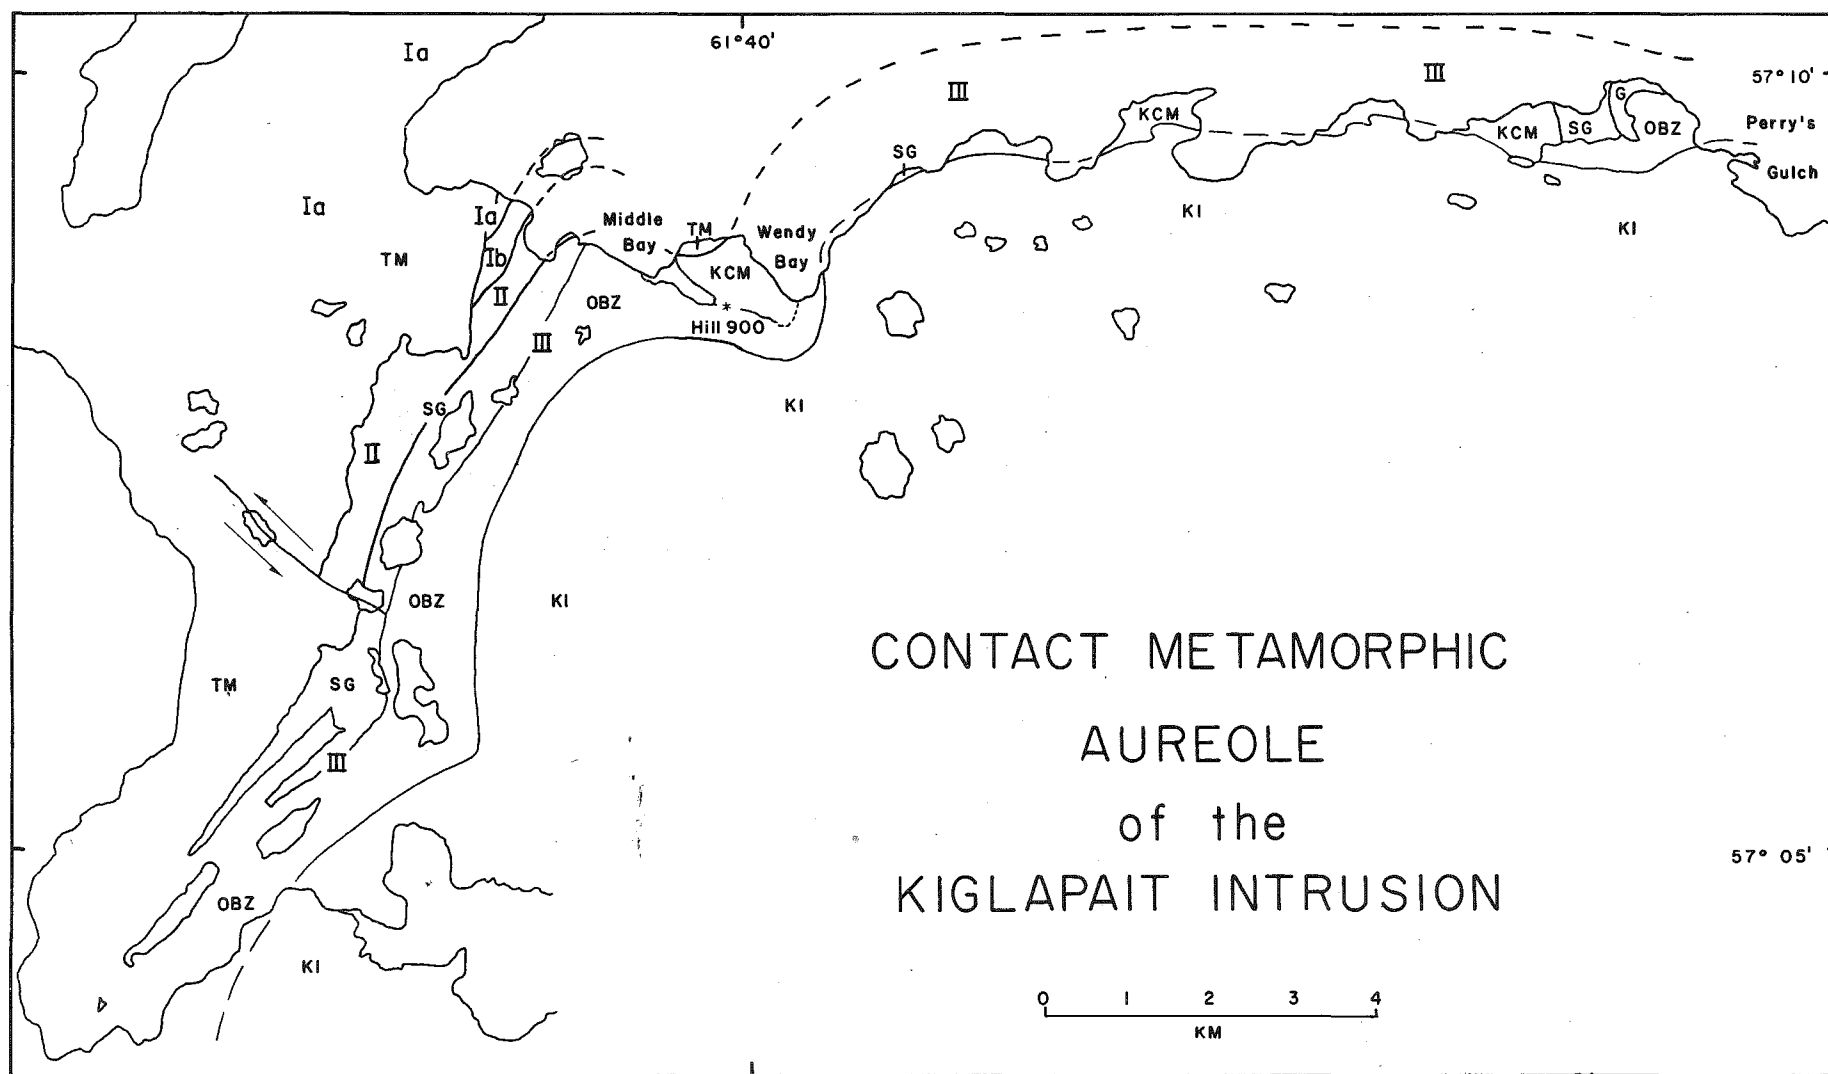 61°40'
Ia
57°10'
III
III
KCM
G
KCM
SG
OBZ
Perry's
SG
Gulch
Ia
Ia
Middle
Bay
TM
Wendy
Bay
KI
KI
TM
Ib
KCM
II
OBZ
Hill 900
III
SG
KI
II
OBZ
KI
TM
SG
III
OBZ
KI
CONTACT METAMORPHIC
AUREOLE
of the
KIGLAPAIT INTRUSION
57° 05'
0 1 2 3 4
KM